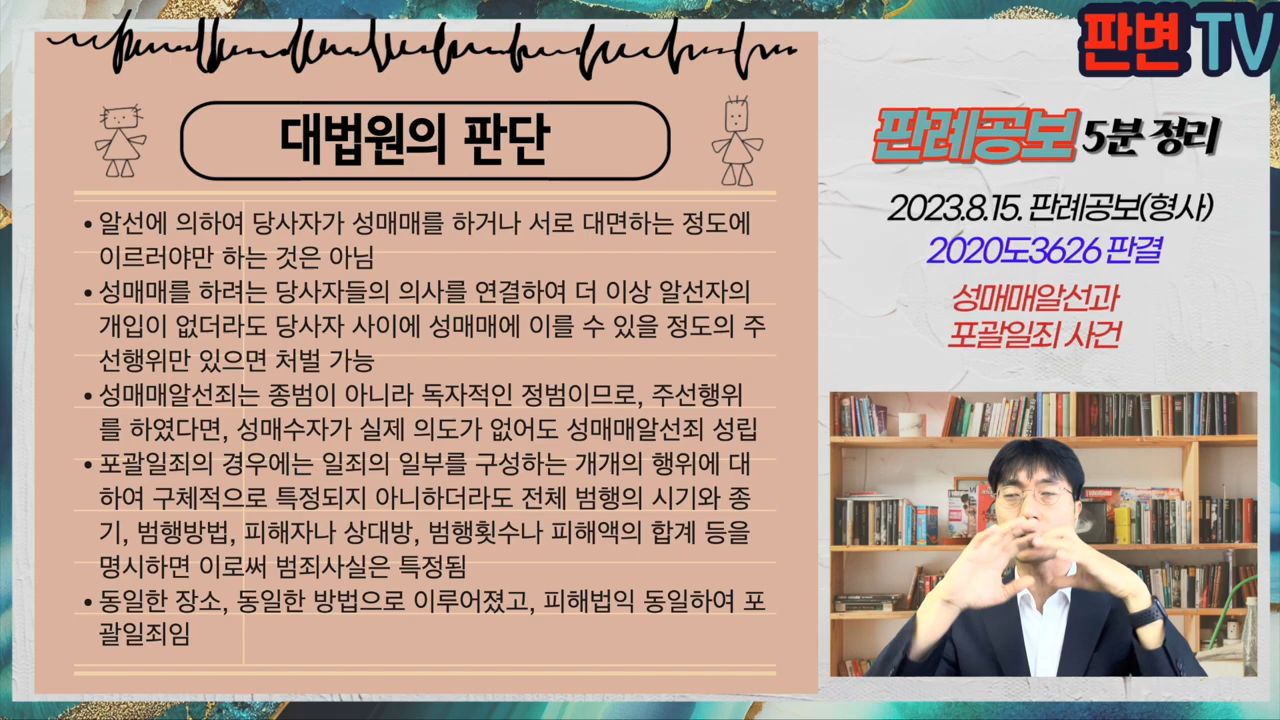 판변 TV
대법원의 판단
• 알선에 의하여 당사자가 성매매를 하거나 서로 대면하는 정도에
이르러야만 하는 것은 아님
• 성매매를 하려는 당사자들의 의사를 연결하여 더 이상 알선자의
개입이 없더라도 당사자 사이에 성매매에 이를 수 있을 정도의 주
선행위만 있으면 처벌 가능
• 성매매알선죄는 종범이 아니라 독자적인 정범이므로, 주선행위
를 하였다면, 성매수자가 실제 의도가 없어도 성매매알선죄 성립
• 포괄일죄의 경우에는 일죄의 일부를 구성하는 개개의 행위에 대
하여 구체적으로 특정되지 아니하더라도 전체 범행의 시기와 종
기, 범행방법, 피해자나 상대방, 범행횟수나 피해액의 합계 등을
명시하면 이로써 범죄사실은 특정됨
• 동일한 장소, 동일한 방법으로 이루어졌고, 피해법익 동일하여 포
괄일죄임
판례공보 5분 정리
2023.8.15. 판례공보(형사)
2020도3626 판결
성매매알선과
포괄일죄 사건